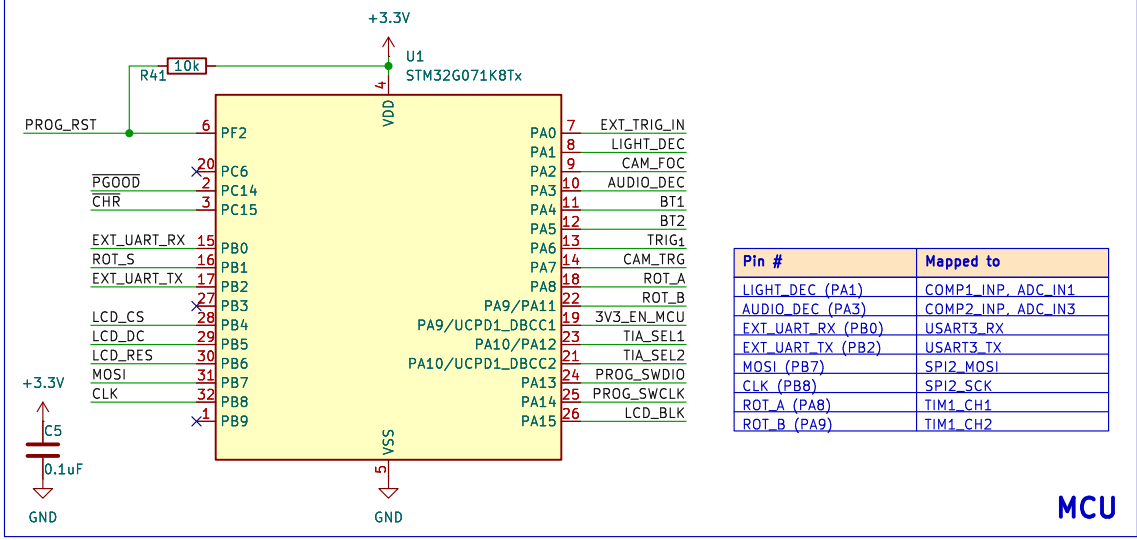 +3.3V
U1
STM32G071K8Tx
R41
10k
4
VDD
PROG_RST
6
PF2
20
PC6
PGOOD
2
PC14
CHR
3
PC15
EXT_UART_RX
15
PB0
ROT_S
16
PB1
EXT_UART_TX
17
PB2
27
PB3
LCD_CS
28
PB4
LCD_DC
29
PB5
LCD_RES
30
PB6
MOSI
31
PB7
CLK
32
PB8
1
PB9
PA0
7
EXT_TRIG_IN
PA1
8
LIGHT_DEC
PA2
9
CAM_FOC
PA3
10
AUDIO_DEC
PA4
11
BT1
PA5
12
BT2
PA6
13
TRIG1
PA7
14
CAM_TRG
PA8
18
ROT_A
PA9/PA11
22
ROT_B
PA9/UCPD1_DBCC1
19
3V3_EN_MCU
PA10/PA12
23
TIA_SEL1
PA10/UCPD1_DBCC2
21
TIA_SEL2
PA13
24
PROG_SWDIO
PA14
25
PROG_SWCLK
PA15
26
LCD_BLK
VSS
5
GND
+3.3V
C5
0.1uF
GND
Pin # Mapped to
LIGHT_DEC (PA1) COMP1_INP, ADC_IN1
AUDIO_DEC (PA3) COMP2_INP, ADC_IN3
EXT_UART_RX (PB0) USART3_RX
EXT_UART_TX (PB2) USART3_TX
MOSI (PB7) SPI2_MOSI
CLK (PB8) SPI2_SCK
ROT_A (PA8) TIM1_CH1
ROT_B (PA9) TIM1_CH2
MCU